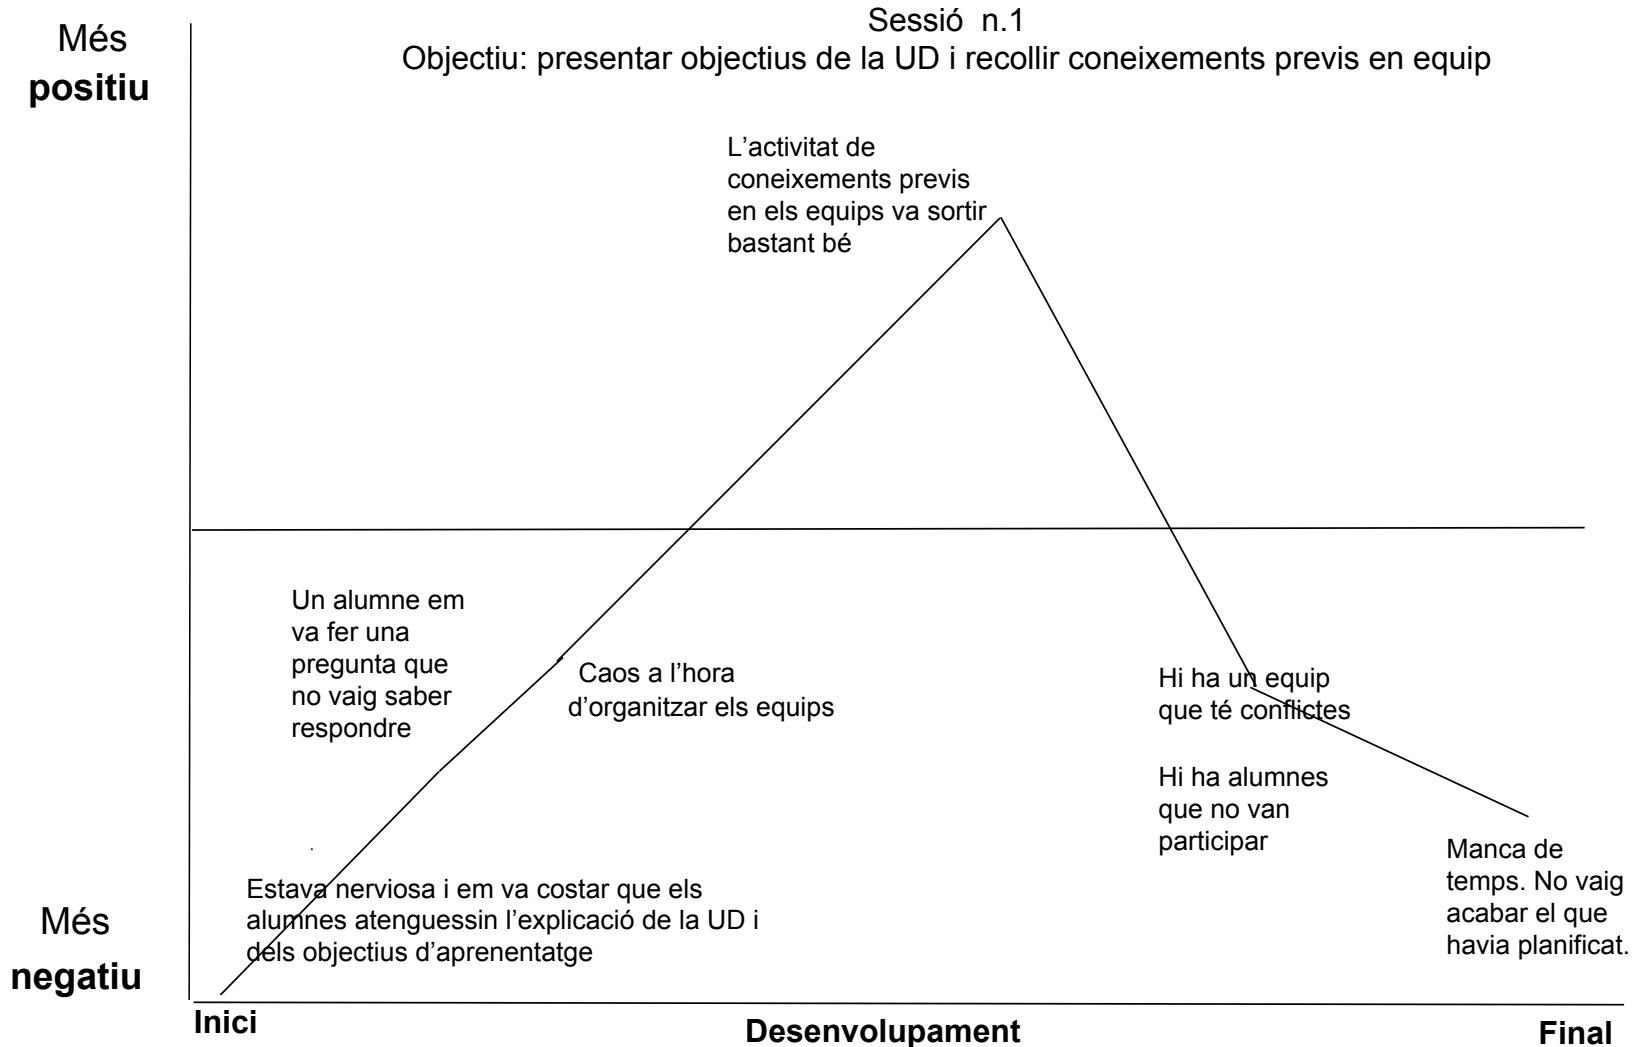 Sessió n.1
Objectiu: presentar objectius de la UD i recollir coneixements previs en equip
Més
positiu
L’activitat de
coneixements previs
en els equips va sortir
bastant bé
Un alumne em
va fer una
pregunta que
no vaig saber
respondre
Caos a l’hora
d’organitzar els equips
Hi ha un equip
que té conflictes
Hi ha alumnes
que no van
participar
Manca de
temps. No vaig
acabar el que
havia planificat.
Estava nerviosa i em va costar que els
alumnes atenguessin l’explicació de la UD i
dels objectius d’aprenentatge
Més
negatiu
Inici
Desenvolupament
Final